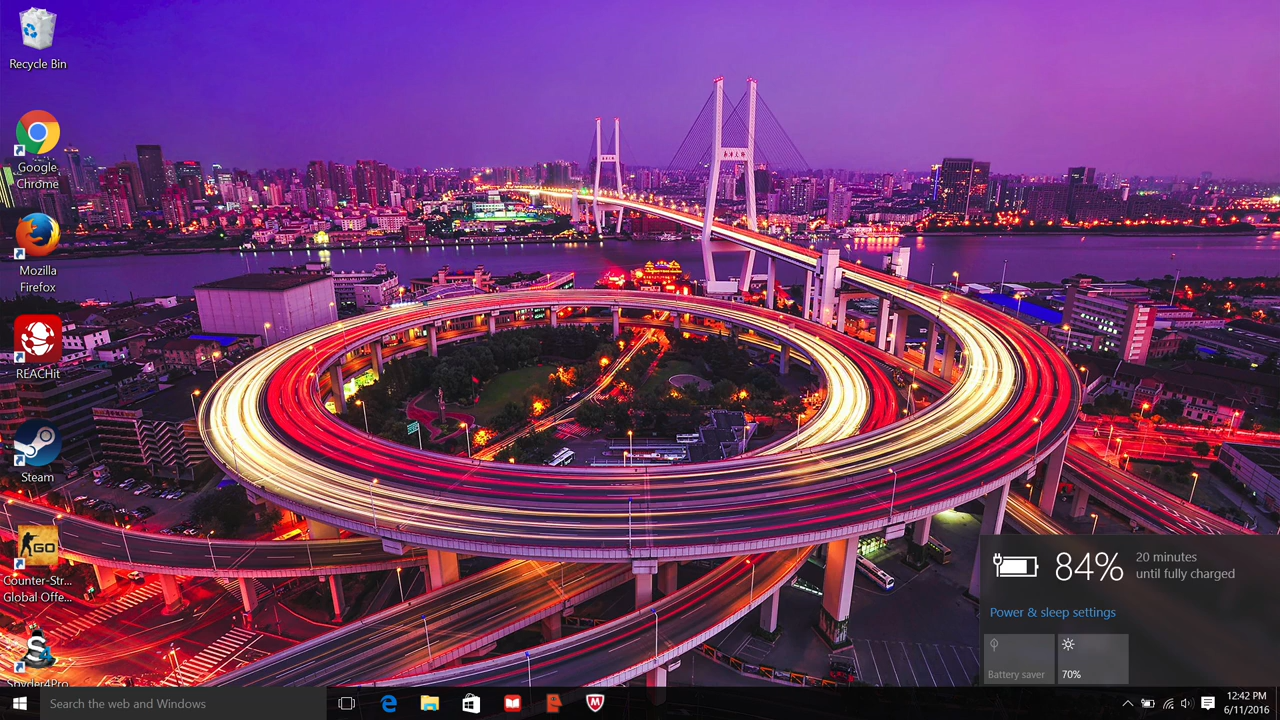 Recycle Bin
Google
Chrome
Mozilla
Firefox
REACHit
Steam
GO
Counter-Str...
Global Offe...
Spyder4Pro
84%
20 minutes
until fully charged
Power & sleep settings
Battery saver
70%
Search the web and Windows
12:42 PM
6/11/2016